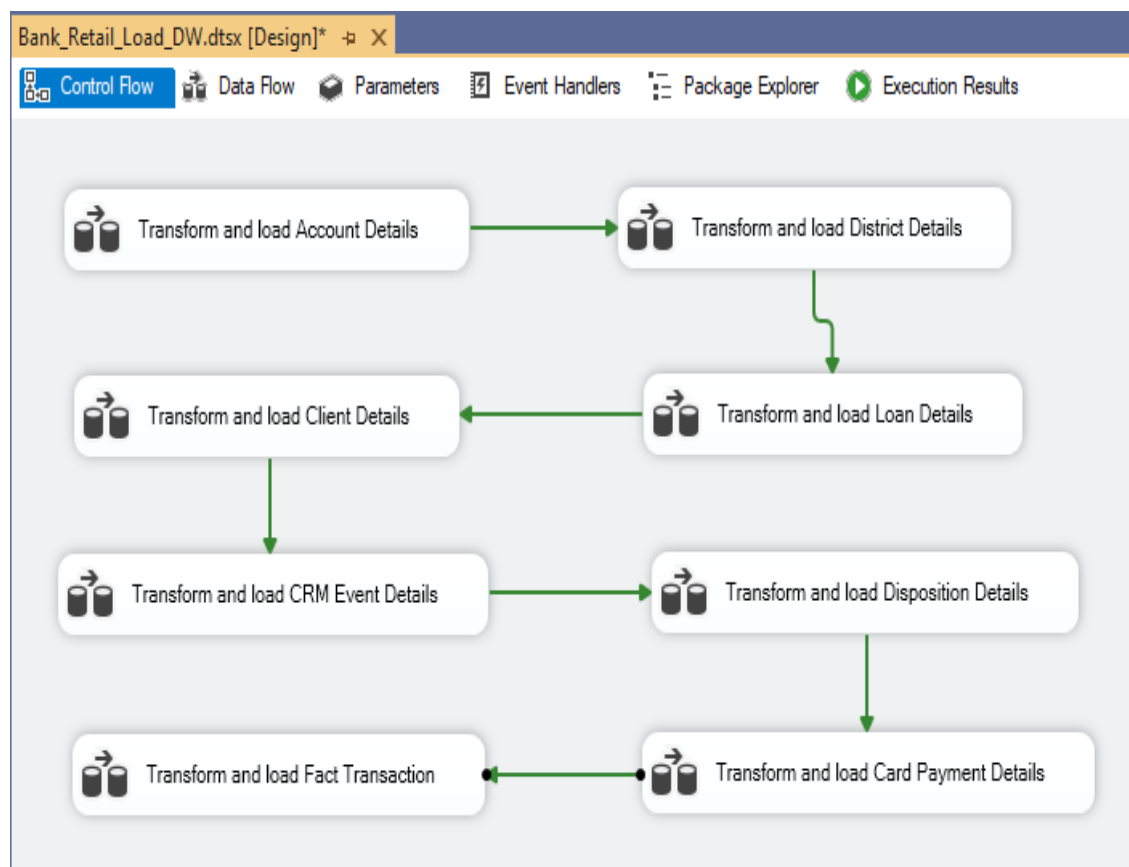 Bank_Retail_Load_DW.dtsx [Design]*
Control Flow Data Flow Parameters Event Handlers Package Explorer Execution Results
Transform and load Account Details
Transform and load District Details
Transform and load Client Details
Transform and load Loan Details
Transform and load CRM Event Details
Transform and load Disposition Details
Transform and load Fact Transaction
Transform and load Card Payment Details